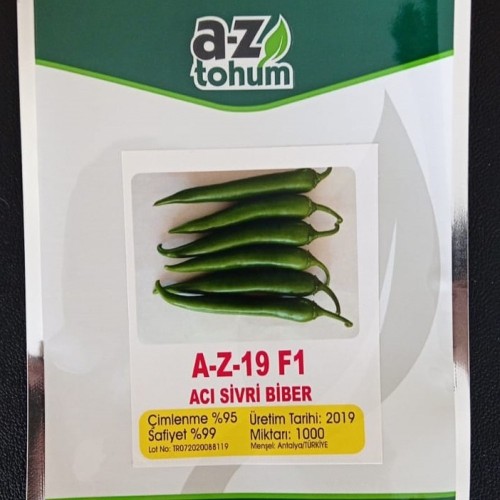 a-z
tohum
A-Z-19 F1
ACI SİVRİ BİBER
Çimlenme %95 Üretim Tarihi: 2019
Safiyet %99 Miktarı: 1000
Lot No: TR072020088119 Menşei: Antalya/TÜRKİYE